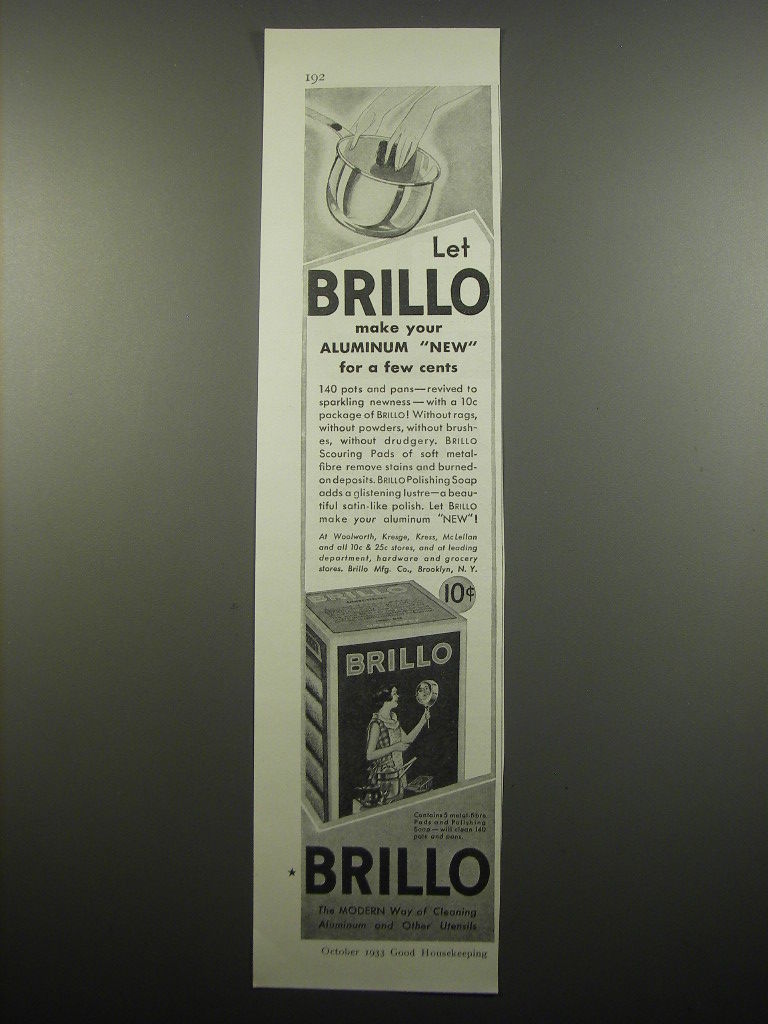 192
Let
BRILLO
make your
ALUMINUM "NEW"
for a few cents
140 pots and pans—revived to
sparkling newness—with a 10c
package of BRILLO! Without rags,
without powders, without brush-
es, without drudgery. BRILLO
Scouring Pads of soft metal-
fibre remove stains and burned-
on deposits. BRILLO Polishing Soap
adds a glistening lustre—a beau-
tiful satin-like polish. Let BRILLO
make your aluminum "NEW"!
At Woolworth, Kresge, Kress, McLellan
and all 10c & 25c stores, and at leading
department, hardware and grocery
stores. Brillo Mfg. Co., Brooklyn, N. Y.
10¢
BRILLO
BRILLO
Contains 5 metal-fibre
Pads and Polishing
Soap—will clean 140
pots and pans.
★ BRILLO
The MODERN Way of Cleaning
Aluminum and Other Utensils
October 1933 Good Housekeeping